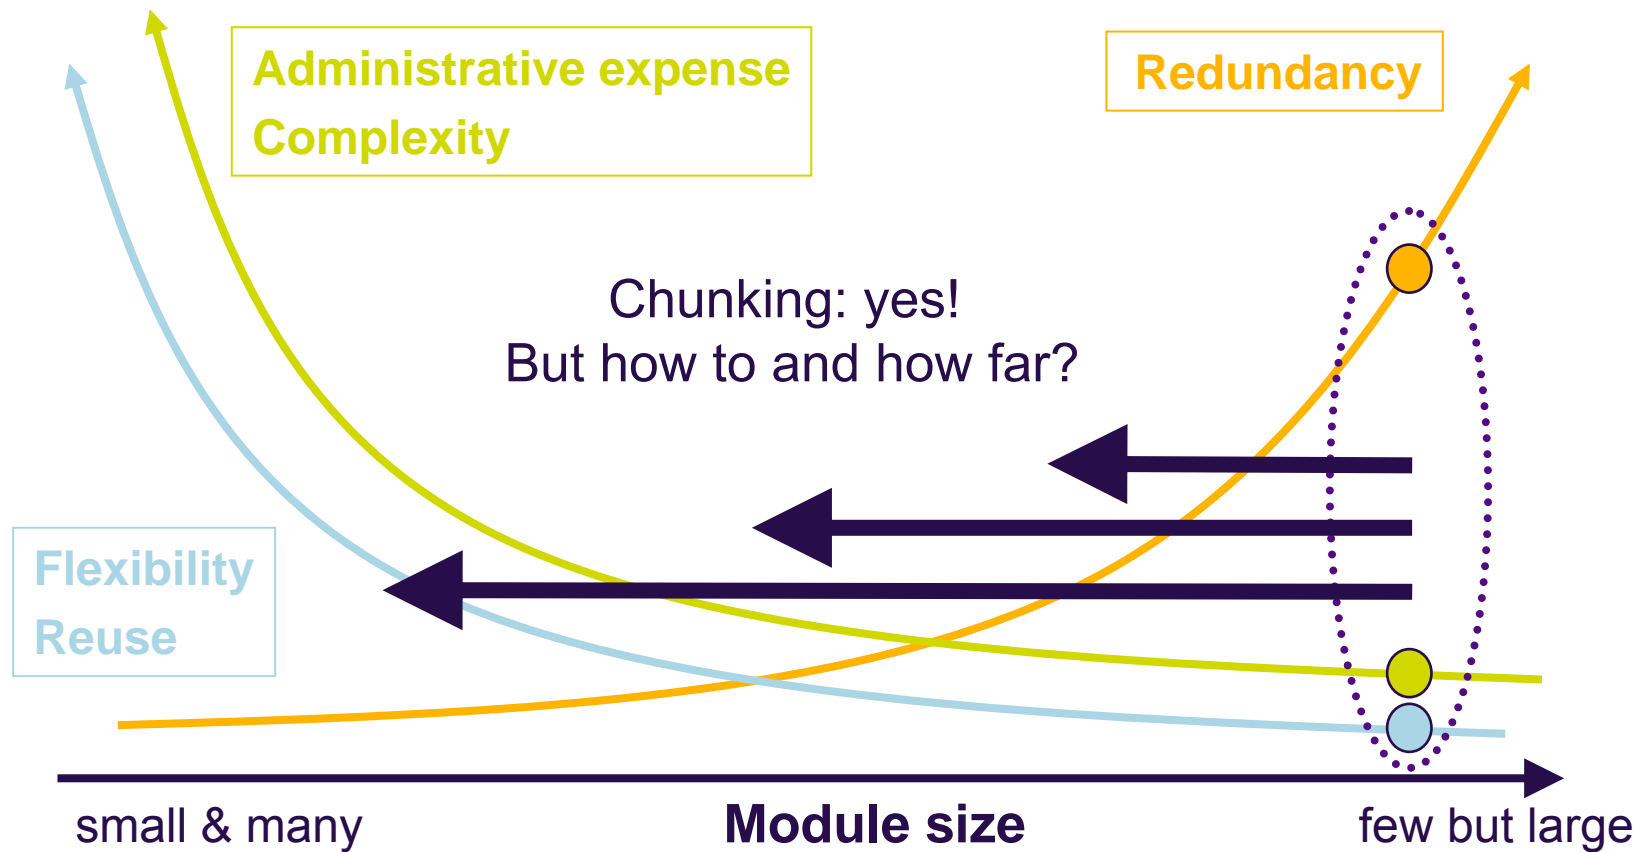 Administrative expense
Complexity
Redundancy
Chunking: yes!
But how to and how far?
Flexibility
Reuse
small & many
Module size
few but large